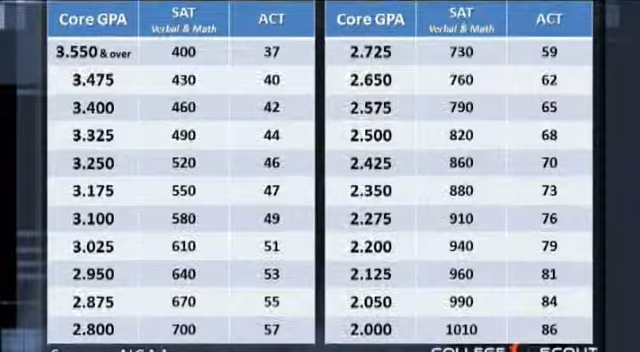 Core GPA SAT Verbal & Math ACT Core GPA SAT Verbal & Math ACT
3.550 & over 400 37 2.725 730 59
3.475 430 40 2.650 760 62
3.400 460 42 2.575 790 65
3.325 490 44 2.500 820 68
3.250 520 46 2.425 860 70
3.175 550 47 2.350 880 73
3.100 580 49 2.275 910 76
3.025 610 51 2.200 940 79
2.950 640 53 2.125 960 81
2.875 670 55 2.050 990 84
2.800 700 57 2.000 1010 86